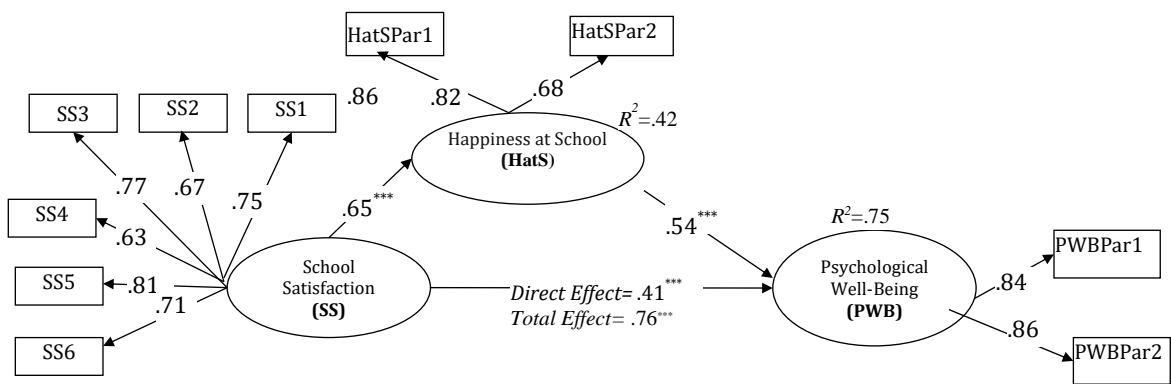 HatSPar1
HatSPar2
.86
.82
.68
SS3
SS2
SS1
R²=.42
Happiness at School
(HatS)
.77
.67
.75
.65***
SS4
.63
.54***
R²=.75
SS5
.81
School
Satisfaction
(SS)
Direct Effect= .41***
Total Effect= .76***
Psychological
Well-Being
(PWB)
PWBPar1
.84
.71
SS6
.86
PWBPar2